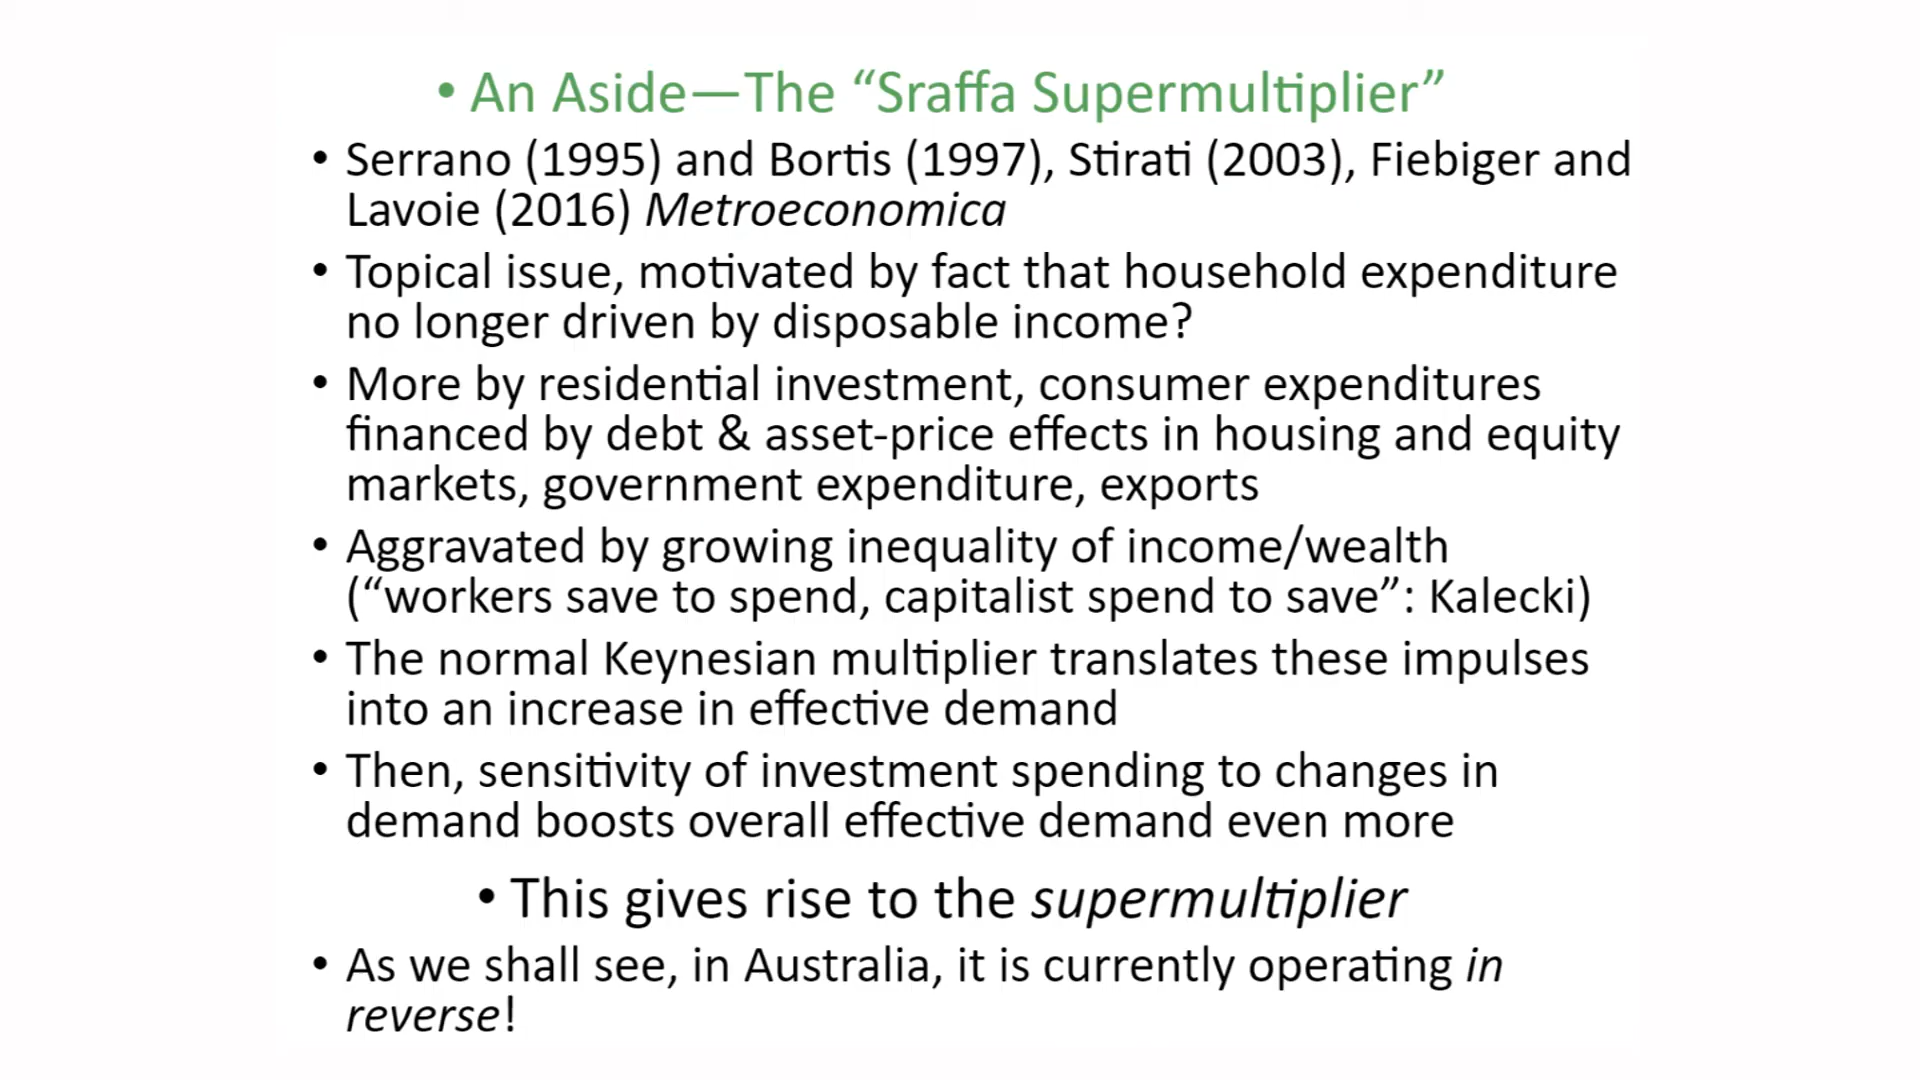 • An Aside—The “Sraffa Supermultiplier”
• Serrano (1995) and Bortis (1997), Stirati (2003), Fiebiger and
Lavoie (2016) Metroeconomica
• Topical issue, motivated by fact that household expenditure
no longer driven by disposable income?
• More by residential investment, consumer expenditures
financed by debt & asset-price effects in housing and equity
markets, government expenditure, exports
• Aggravated by growing inequality of income/wealth
(“workers save to spend, capitalist spend to save”: Kalecki)
• The normal Keynesian multiplier translates these impulses
into an increase in effective demand
• Then, sensitivity of investment spending to changes in
demand boosts overall effective demand even more
• This gives rise to the supermultiplier
• As we shall see, in Australia, it is currently operating in
reverse!